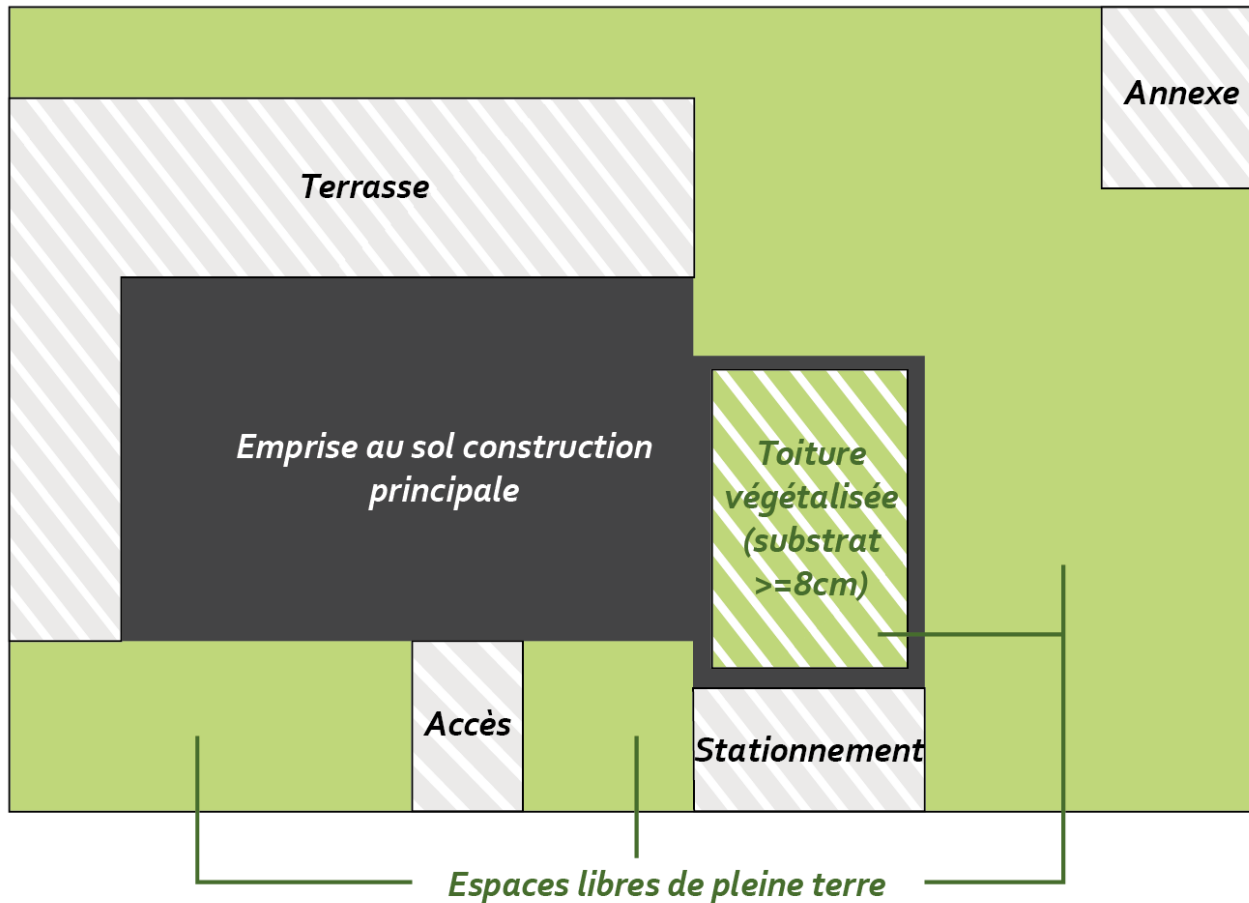 Annexe
Terrasse
Emprise au sol construction
principale
Toiture
végétalisée
(substrat
>=8cm)
Accès
Stationnement
Espaces libres de pleine terre